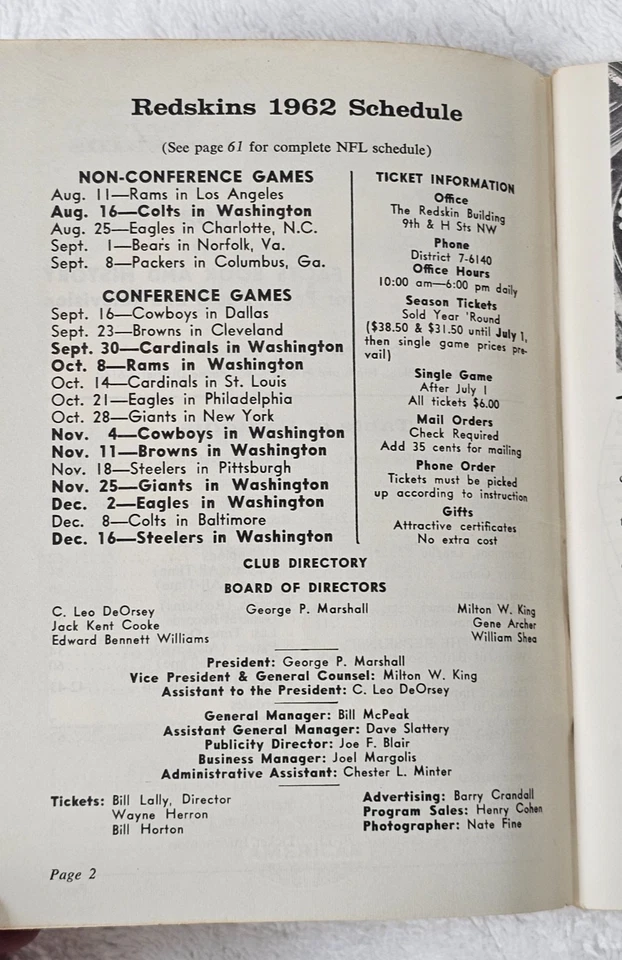 Redskins 1962 Schedule
(See page 61 for complete NFL schedule)
NON-CONFERENCE GAMES
Aug. 11—Rams in Los Angeles
Aug. 16—Colts in Washington
Aug. 25—Eagles in Charlotte, N.C.
Sept. 1—Bears in Norfolk, Va.
Sept. 8—Packers in Columbus, Ga.
CONFERENCE GAMES
Sept. 16—Cowboys in Dallas
Sept. 23—Browns in Cleveland
Sept. 30—Cardinals in Washington
Oct. 8—Rams in Washington
Oct. 14—Cardinals in St. Louis
Oct. 21—Eagles in Philadelphia
Oct. 28—Giants in New York
Nov. 4—Cowboys in Washington
Nov. 11—Browns in Washington
Nov. 18—Steelers in Pittsburgh
Nov. 25—Giants in Washington
Dec. 2—Eagles in Washington
Dec. 8—Colts in Baltimore
Dec. 16—Steelers in Washington
TICKET INFORMATION
Office
The Redskin Building
9th & H Sts NW
Phone
District 7-6140
Office Hours
10:00 am—6:00 pm daily
Season Tickets
Sold Year 'Round
($38.50 & $31.50 until July 1,
then single game prices pre-
vail)
Single Game
After July 1
All tickets $6.00
Mail Orders
Check Required
Add 35 cents for mailing
Phone Order
Tickets must be picked
up according to instruction
Gifts
Attractive certificates
No extra cost
CLUB DIRECTORY
BOARD OF DIRECTORS
C. Leo DeOrsey George P. Marshall Milton W. King
Jack Kent Cooke Gene Archer
Edward Bennett Williams William Shea
President: George P. Marshall
Vice President & General Counsel: Milton W. King
Assistant to the President: C. Leo DeOrsey
General Manager: Bill McPeak
Assistant General Manager: Dave Slattery
Publicity Director: Joe F. Blair
Business Manager: Joel Margolis
Administrative Assistant: Chester L. Minter
Tickets: Bill Lally, Director
Wayne Herron
Bill Horton
Advertising: Barry Crandall
Program Sales: Henry Cohen
Photographer: Nate Fine
Page 2